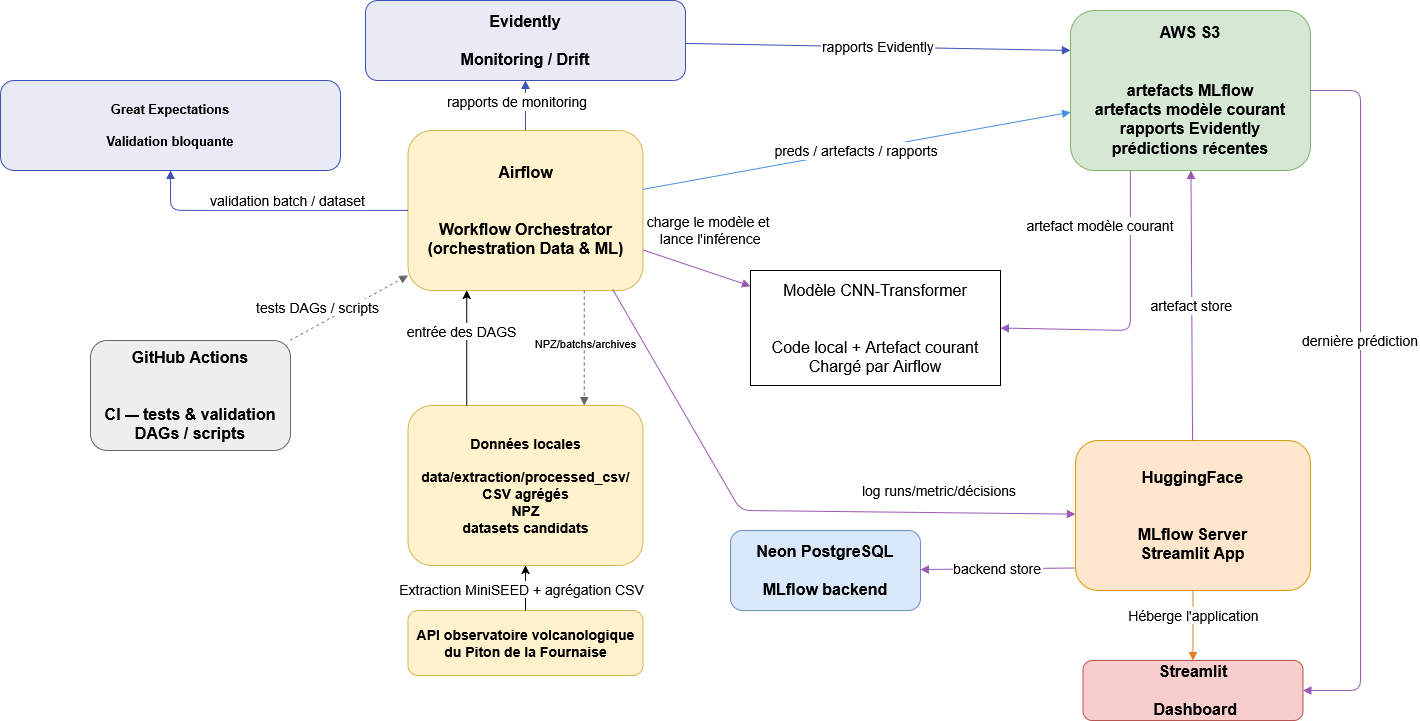 Evidently
Monitoring / Drift
rapports Evidently
AWS S3
artefacts MLflow
artefacts modèle courant
rapports Evidently
prédictions récentes
rapports de monitoring
Great Expectations
Validation bloquante
validation batch / dataset
Airflow
Workflow Orchestrator
(orchestration Data & ML)
preds / artefacts / rapports
charge le modèle et
lance l'inférence
artefact modèle courant
Modèle CNN-Transformer
Code local + Artefact courant
Chargé par Airflow
artefact store
dernière prédiction
tests DAGs / scripts
entrée des DAGS
NPZ/batchs/archives
GitHub Actions
CI — tests & validation
DAGs / scripts
Données locales
data/extraction/processed_csv/
CSV agrégés
NPZ
datasets candidats
log runs/metric/décisions
HuggingFace
MLflow Server
Streamlit App
Neon PostgreSQL
MLflow backend
backend store
Extraction MiniSEED + agrégation CSV
API observatoire volcanologique
du Piton de la Fournaise
Héberge l'application
Streamlit
Dashboard